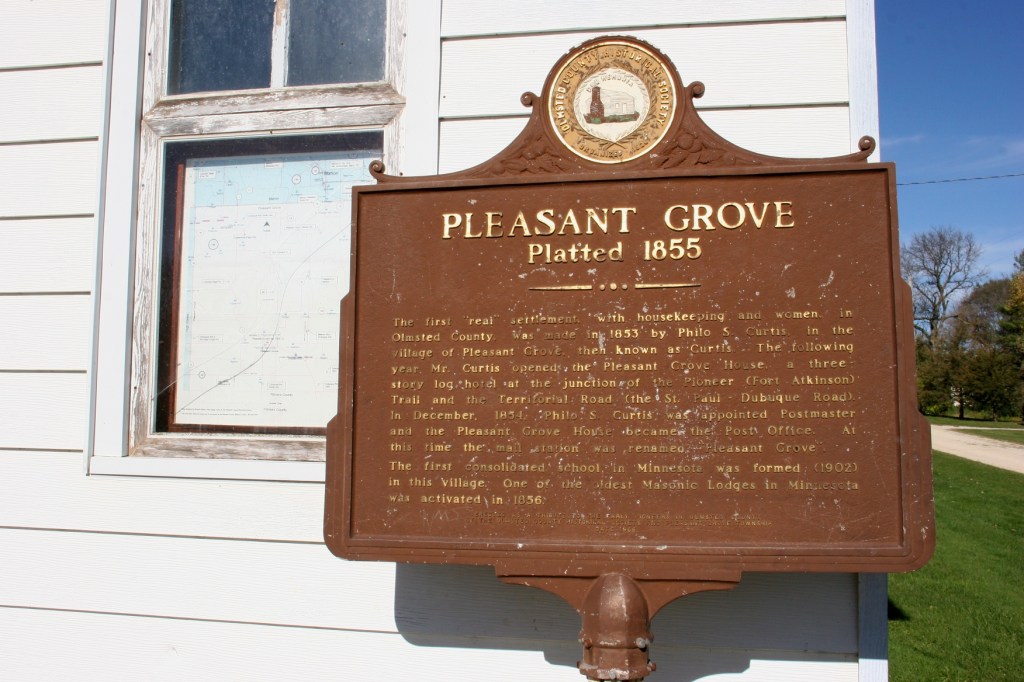 OLMSTED COUNTY HISTORICAL SOCIETY
PLEASANT GROVE
Platted 1855
The first "real" settlement, with housekeeping and women, in
Olmsted County, was made in 1853 by Philo S. Curtis, in the
village of Pleasant Grove, then known as Curtis. The following
year Mr. Curtis opened the Pleasant Grove House, a three-
story log hotel at the junction of the Pioneer (Fort Atkinson)
Trail and the Territorial Road (the St. Paul - Dubuque Road).
In December, 1854, Philo S. Curtis was appointed Postmaster
and the Pleasant Grove House became the Post Office. At
this time the mail station was renamed "Pleasant Grove".
The first consolidated school in Minnesota was formed (1902)
in this Village. One of the oldest Masonic Lodges in Minnesota
was activated in 1856.